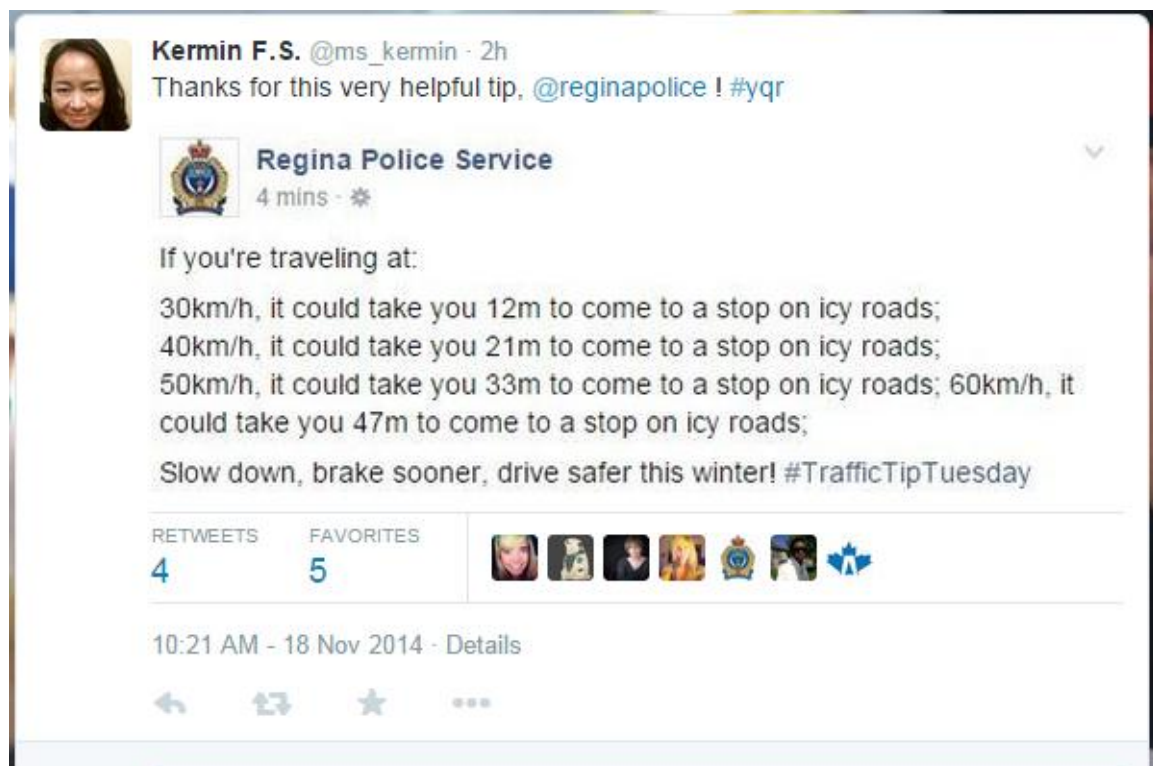 Kermin F.S. @ms_kermin · 2h
Thanks for this very helpful tip, @reginapolice ! #yqr
Regina Police Service
4 mins ·
If you're traveling at:
30km/h, it could take you 12m to come to a stop on icy roads;
40km/h, it could take you 21m to come to a stop on icy roads;
50km/h, it could take you 33m to come to a stop on icy roads; 60km/h, it
could take you 47m to come to a stop on icy roads;
Slow down, brake sooner, drive safer this winter! #TrafficTipTuesday
RETWEETS FAVORITES
4 5
10:21 AM - 18 Nov 2014 · Details